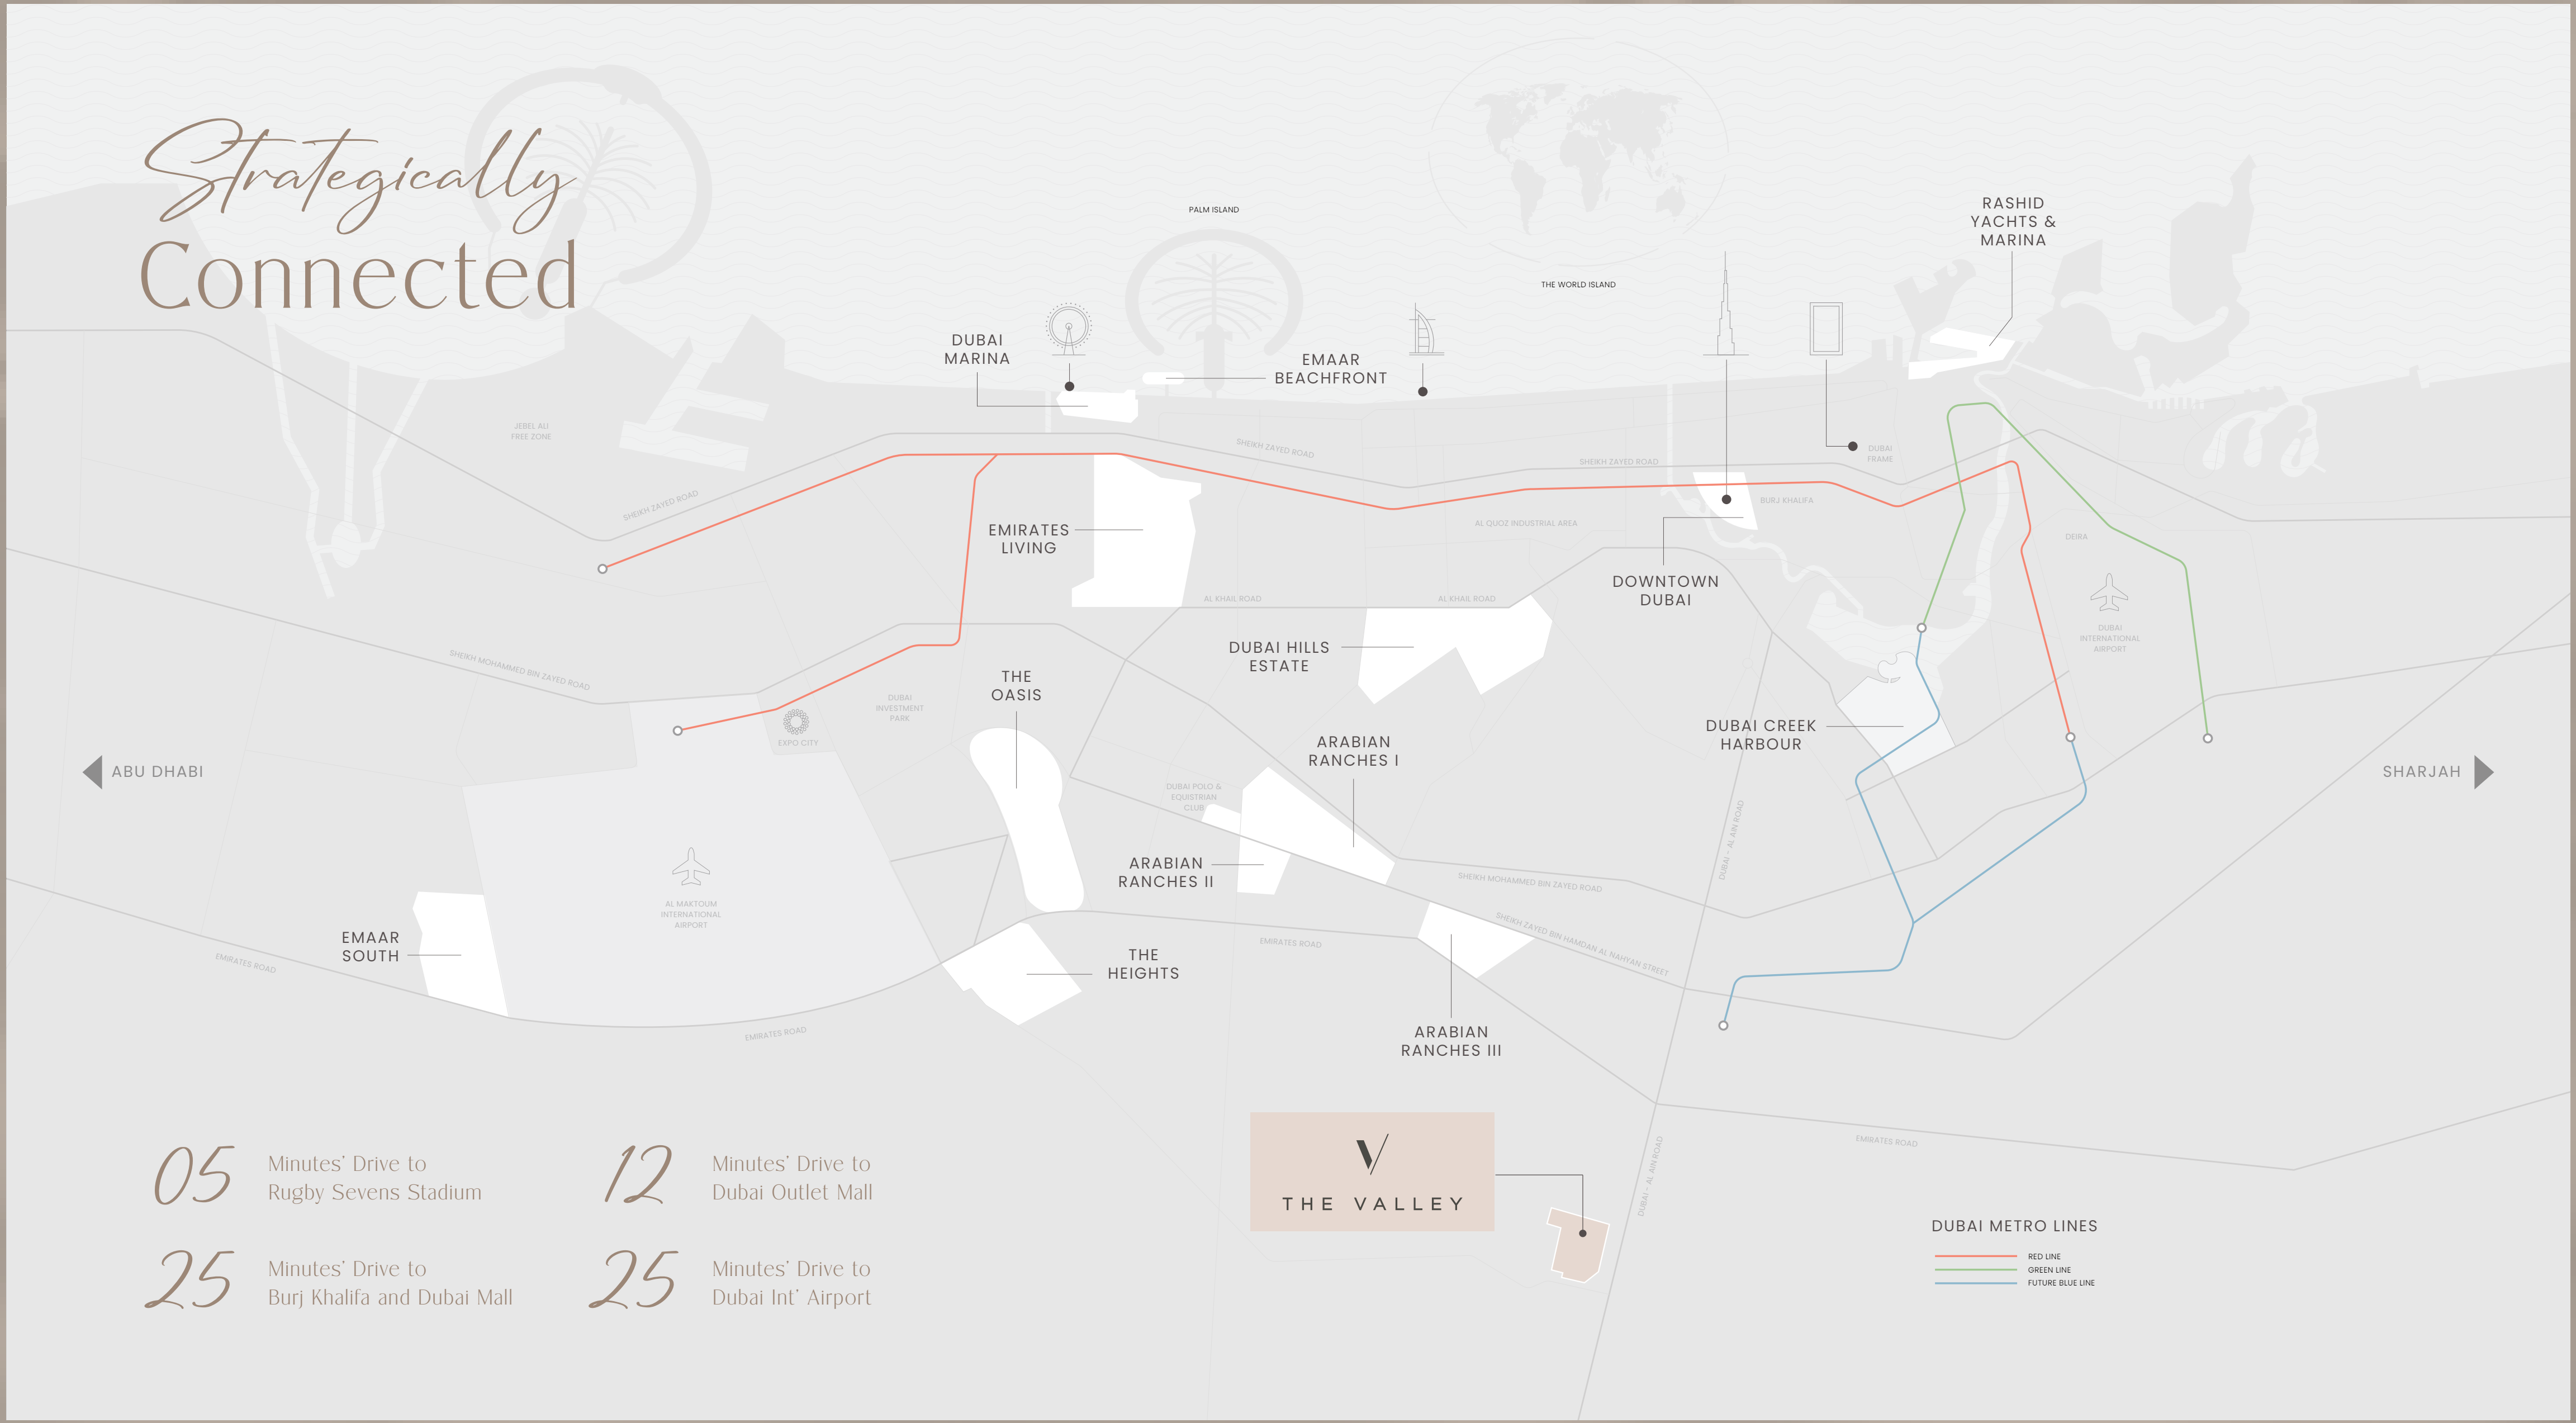 Strategically
Connected
PALM ISLAND
THE WORLD ISLAND
RASHID
YACHTS &
MARINA
DUBAI
MARINA
EMAAR
BEACHFRONT
JEBEL ALI
FREE ZONE
SHEIKH ZAYED ROAD
SHEIKH ZAYED ROAD
SHEIKH ZAYED ROAD
DUBAI
FRAME
BURJ KHALIFA
AL QUOZ INDUSTRIAL AREA
EMIRATES
LIVING
DEIRA
DOWNTOWN
DUBAI
AL KHAIL ROAD
AL KHAIL ROAD
DUBAI
INTERNATIONAL
AIRPORT
DUBAI HILLS
ESTATE
SHEIKH MOHAMMED BIN ZAYED ROAD
THE
OASIS
DUBAI
INVESTMENT
PARK
EXPO CITY
DUBAI CREEK
HARBOUR
ARABIAN
RANCHES I
ABU DHABI
SHARJAH
DUBAI POLO &
EQUISTRIAN
CLUB
DUBAI - AL AIN ROAD
ARABIAN
RANCHES II
SHEIKH MOHAMMED BIN ZAYED ROAD
AL MAKTOUM
INTERNATIONAL
AIRPORT
SHEIKH ZAYED BIN HAMDAN AL NAHYAN STREET
EMAAR
SOUTH
EMIRATES ROAD
EMIRATES ROAD
THE
HEIGHTS
EMIRATES ROAD
ARABIAN
RANCHES III
EMIRATES ROAD
DUBAI - AL AIN ROAD
THE VALLEY
05
Minutes' Drive to
Rugby Sevens Stadium
12
Minutes' Drive to
Dubai Outlet Mall
25
Minutes' Drive to
Burj Khalifa and Dubai Mall
25
Minutes' Drive to
Dubai Int' Airport
DUBAI METRO LINES
RED LINE
GREEN LINE
FUTURE BLUE LINE